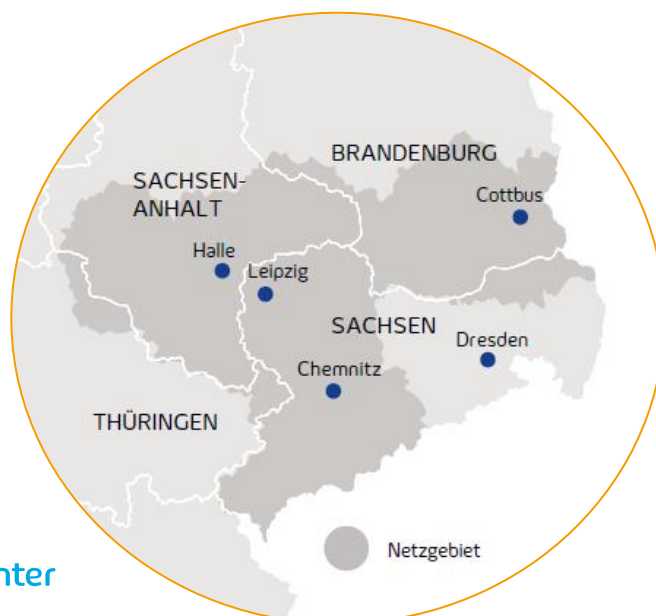 BRANDENBURG
SACHSEN-
ANHALT
Cottbus
Halle
Leipzig
SACHSEN
Dresden
Chemnitz
THÜRINGEN
Netzgebiet
nter